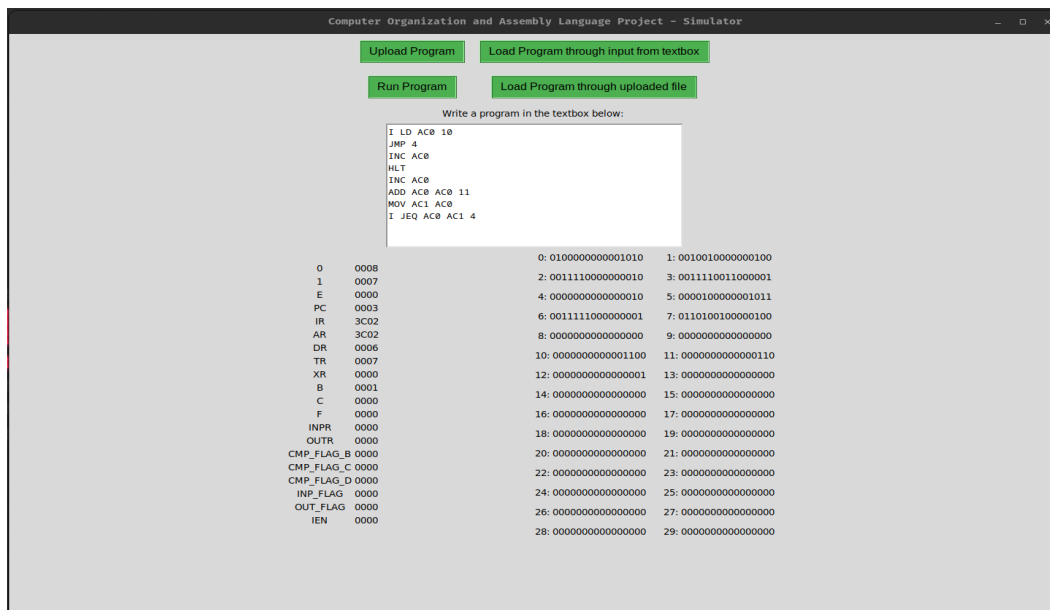 Computer Organization and Assembly Language Project - Simulator
Upload Program Load Program through input from textbox
Run Program Load Program through uploaded file
Write a program in the textbox below:
I LD AC0 10
JMP 4
INC AC0
HLT
INC AC0
ADD AC0 AC0 11
MOV AC1 AC0
I JEQ AC0 AC1 4
0 0008
1 0007
E 0000
PC 0003
IR 3C02
AR 3C02
DR 0006
TR 0007
XR 0000
B 0001
C 0000
F 0000
INPR 0000
OUTR 0000
CMP_FLAG_B 0000
CMP_FLAG_C 0000
CMP_FLAG_D 0000
INP_FLAG 0000
OUT_FLAG 0000
IEN 0000
0: 0100000000001010 1: 0010010000000100
2: 0011110000000010 3: 0011110011000001
4: 0000000000000010 5: 0000100000001011
6: 0011111000000001 7: 0110100100000100
8: 0000000000000000 9: 0000000000000000
10: 0000000000001100 11: 0000000000000110
12: 0000000000000001 13: 0000000000000000
14: 0000000000000000 15: 0000000000000000
16: 0000000000000000 17: 0000000000000000
18: 0000000000000000 19: 0000000000000000
20: 0000000000000000 21: 0000000000000000
22: 0000000000000000 23: 0000000000000000
24: 0000000000000000 25: 0000000000000000
26: 0000000000000000 27: 0000000000000000
28: 0000000000000000 29: 0000000000000000